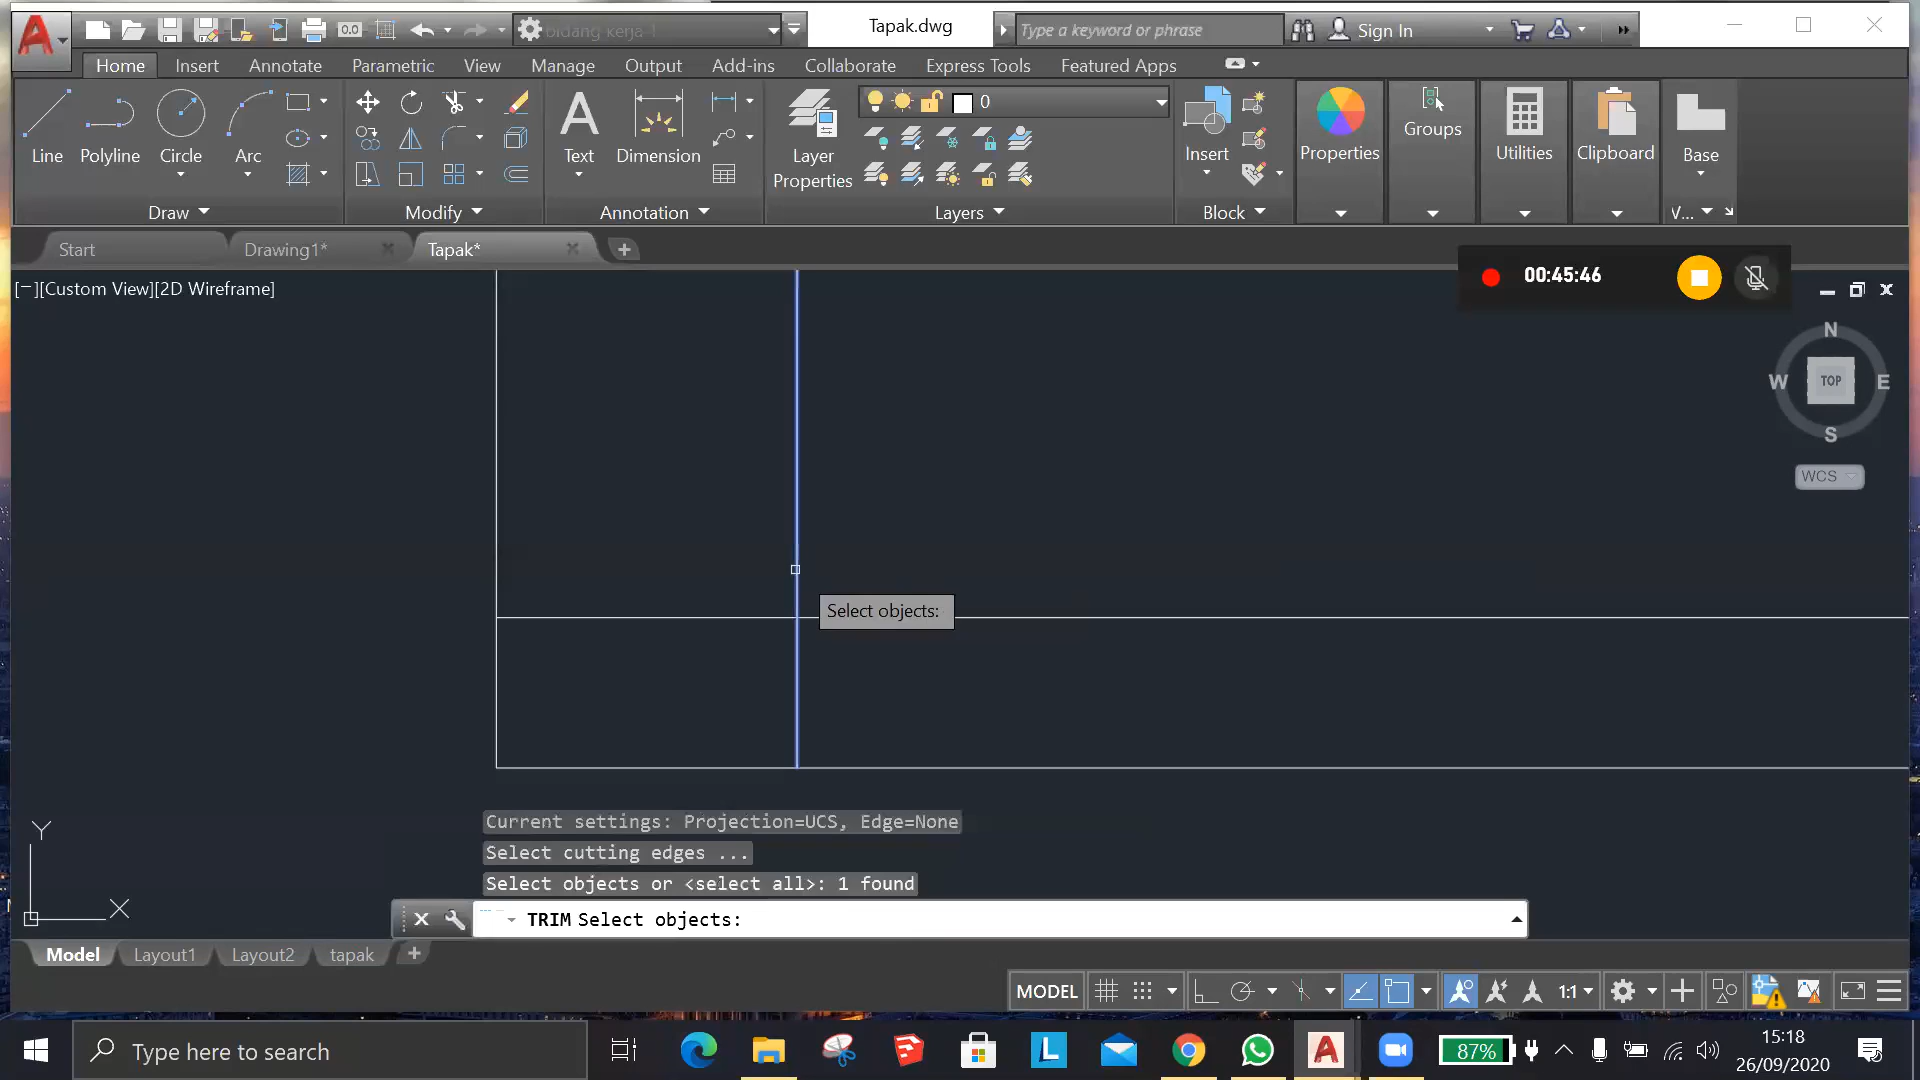 0.0
bidang kerja-I
Tapak.dwg
Type a keyword or phrase
Sign In
Home Insert Annotate Parametric View Manage Output Add-ins Collaborate Express Tools Featured Apps
0
Line Polyline Circle Arc
Text Dimension
Layer
Properties
Insert
Properties
Groups
Utilities
Clipboard
Base
Draw Modify Annotation Layers Block V...
Start Drawing1* Tapak*
00:45:46
[−][Custom View][2D Wireframe]
N
W TOP E
S
WCS
Select objects:
Current settings: Projection=UCS, Edge=None
Select cutting edges ...
Select objects or <select all>: 1 found
TRIM Select objects:
Y
X
Model Layout1 Layout2 tapak
MODEL
1:1
Type here to search
L
87%
15:18
26/09/2020